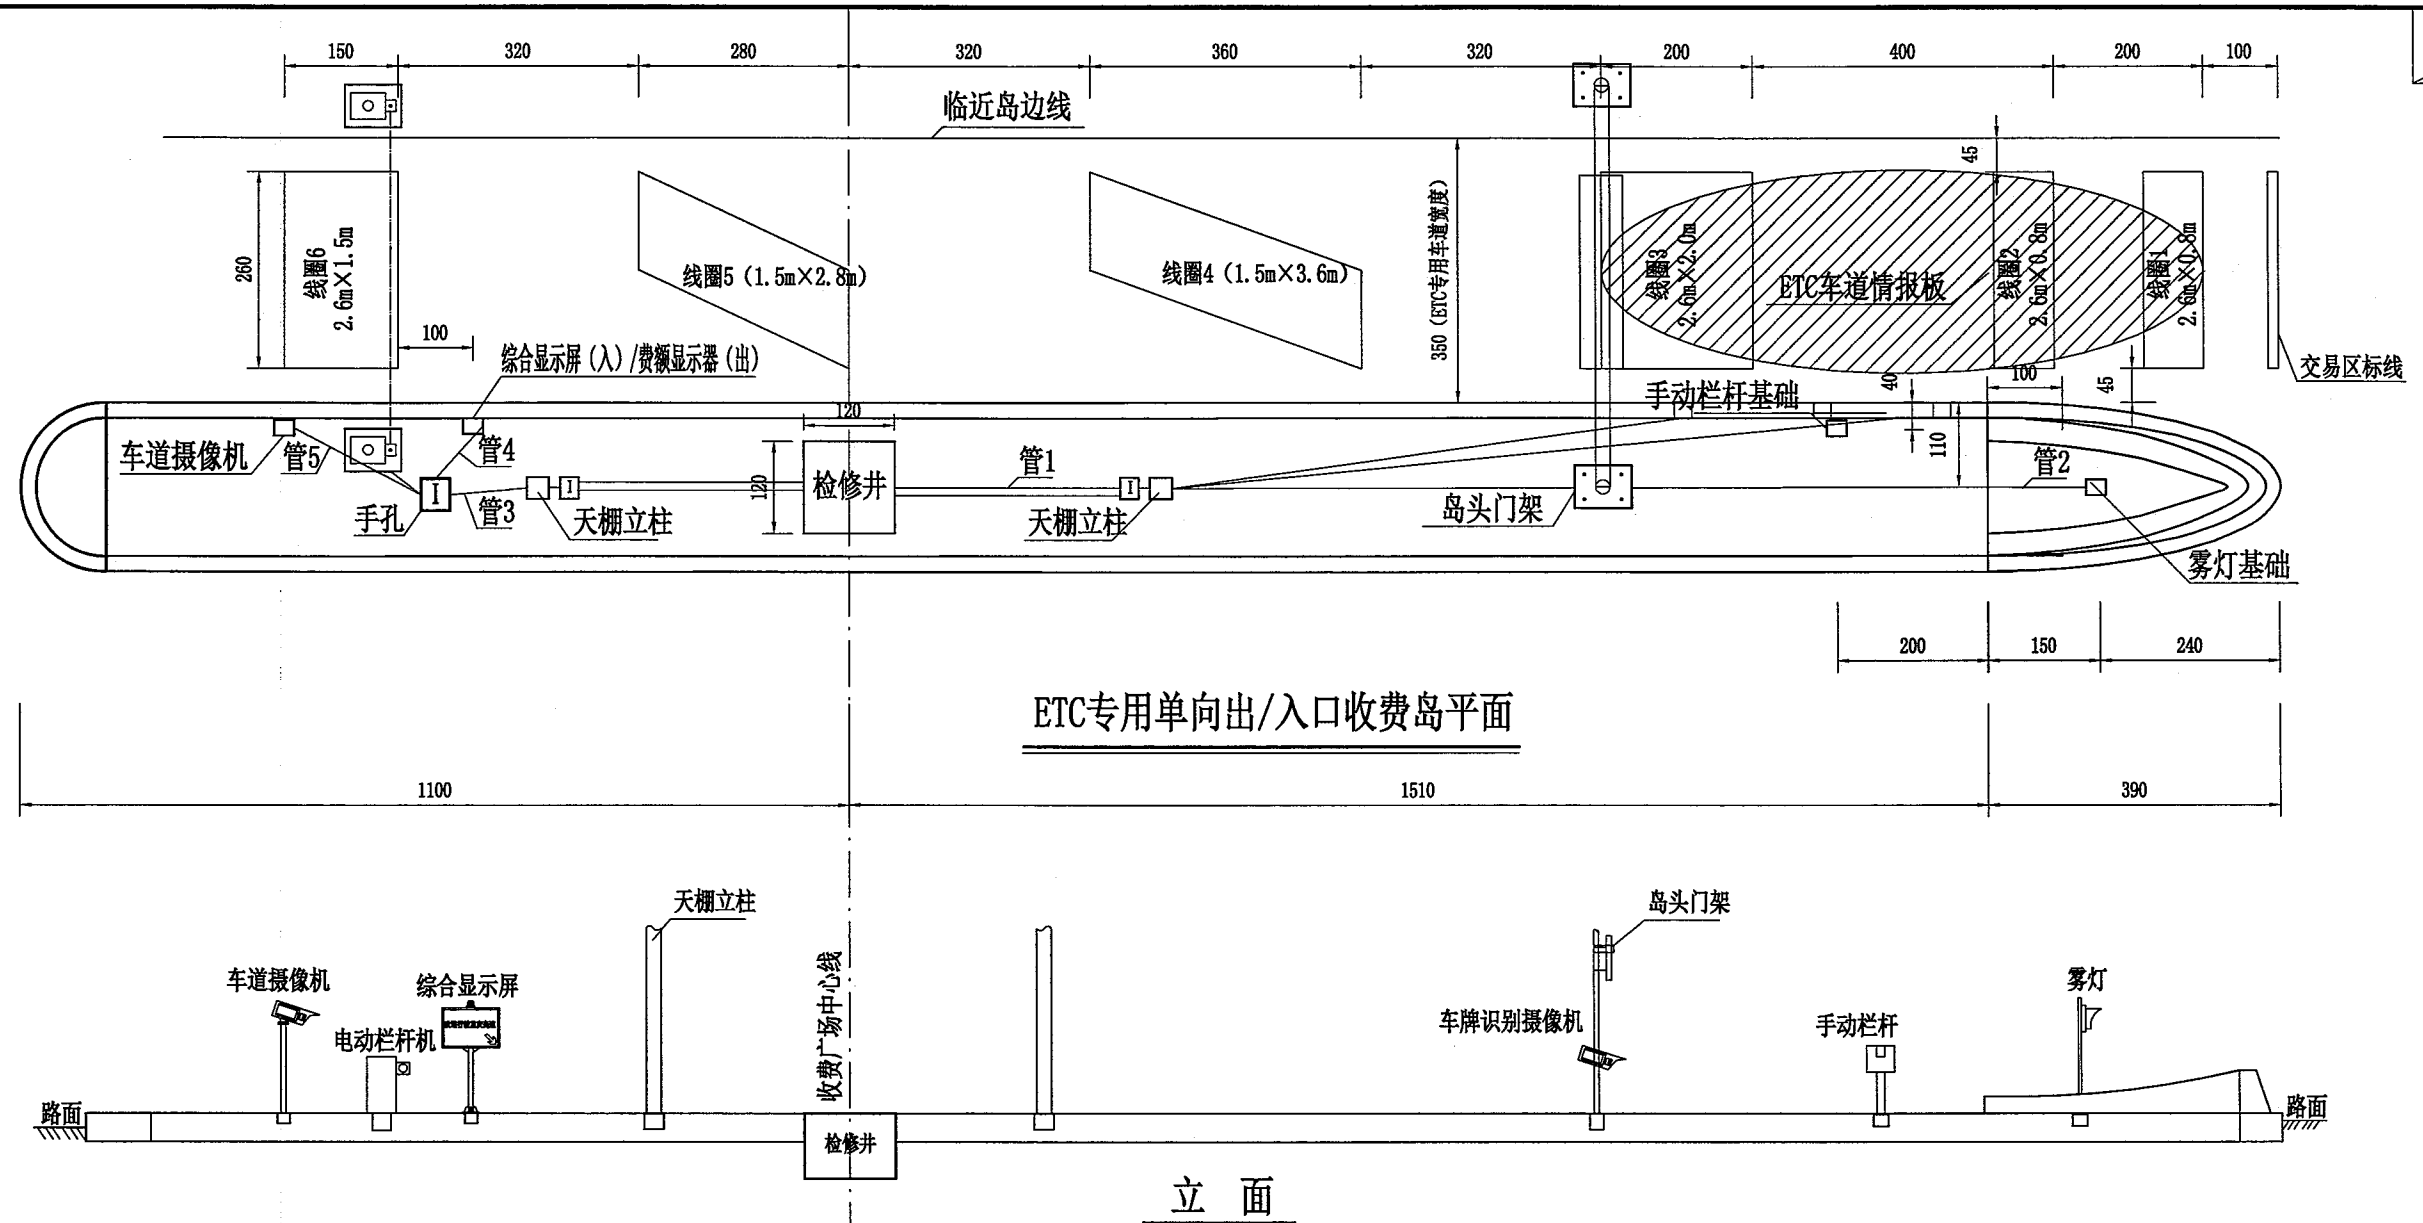 150
320
280
320
360
320
200
400
200
100
临近岛边线
260
线圈6
2.6m×1.5m
100
线圈5 (1.5m×2.8m)
线圈4 (1.5m×3.6m)
350 (ETC专用车道宽度)
线圈3
2.6m×2.0m
ETC车道情报板
线圈2
2.6m×0.8m
线圈1
2.6m×0.8m
45
45
交易区标线
综合显示屏(入)/费额显示器(出)
手动栏杆基础
40
100
110
车道摄像机
管5
管4
I
手孔
管3
I
天棚立柱
120
120
检修井
管1
I
天棚立柱
岛头门架
管2
雾灯基础
200
150
240
ETC专用单向出/入口收费岛平面
1100
1510
390
天棚立柱
岛头门架
车道摄像机
电动栏杆机
综合显示屏
收费广场中心线
车牌识别摄像机
手动栏杆
雾灯
路面
检修井
路面
立 面